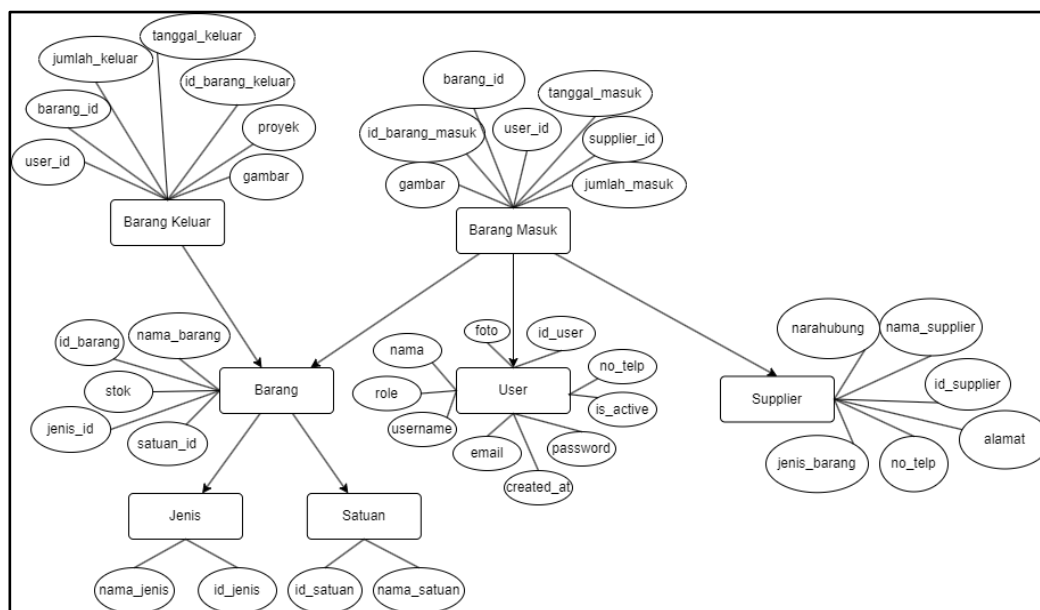 tanggal_keluar
jumlah_keluar
id_barang_keluar
barang_id
proyek
user_id
gambar
Barang Keluar
barang_id
tanggal_masuk
id_barang_masuk
user_id
supplier_id
gambar
jumlah_masuk
Barang Masuk
nama_barang
id_barang
stok
jenis_id
satuan_id
Barang
foto
id_user
nama
no_telp
role
User
is_active
username
email
password
created_at
narahubung
nama_supplier
id_supplier
Supplier
alamat
jenis_barang
no_telp
Jenis
Satuan
nama_jenis
id_jenis
id_satuan
nama_satuan